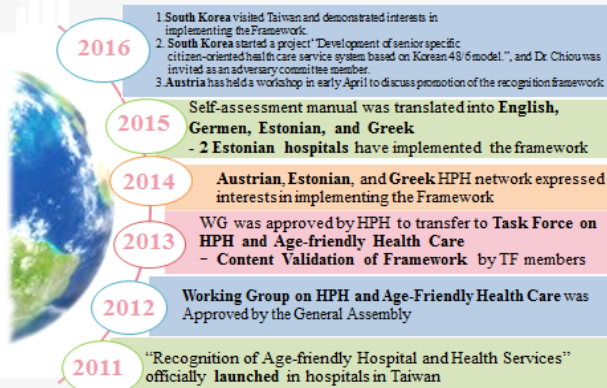 2016
1.South Korea visited Taiwan and demonstrated interests in
implementing the Framework.
2. South Korea started a project“Development of senior specific
citizen-oriented health care service system based on Korean 48/6 model.”, and Dr. Chiou was
invited as an adversary committee member.
3.Austria has held a workshop in early April to discuss promotion of the recognition framework
2015
Self-assessment manual was translated into English,
Germen, Estonian, and Greek
- 2 Estonian hospitals have implemented the framework
2014
Austrian, Estonian, and Greek HPH network expressed
interests in implementing the Framework
2013
WG was approved by HPH to transfer to Task Force on
HPH and Age-friendly Health Care
– Content Validation of Framework by TF members
2012
Working Group on HPH and Age-Friendly Health Care was
Approved by the General Assembly
2011
“Recognition of Age-friendly Hospital and Health Services”
officially launched in hospitals in Taiwan